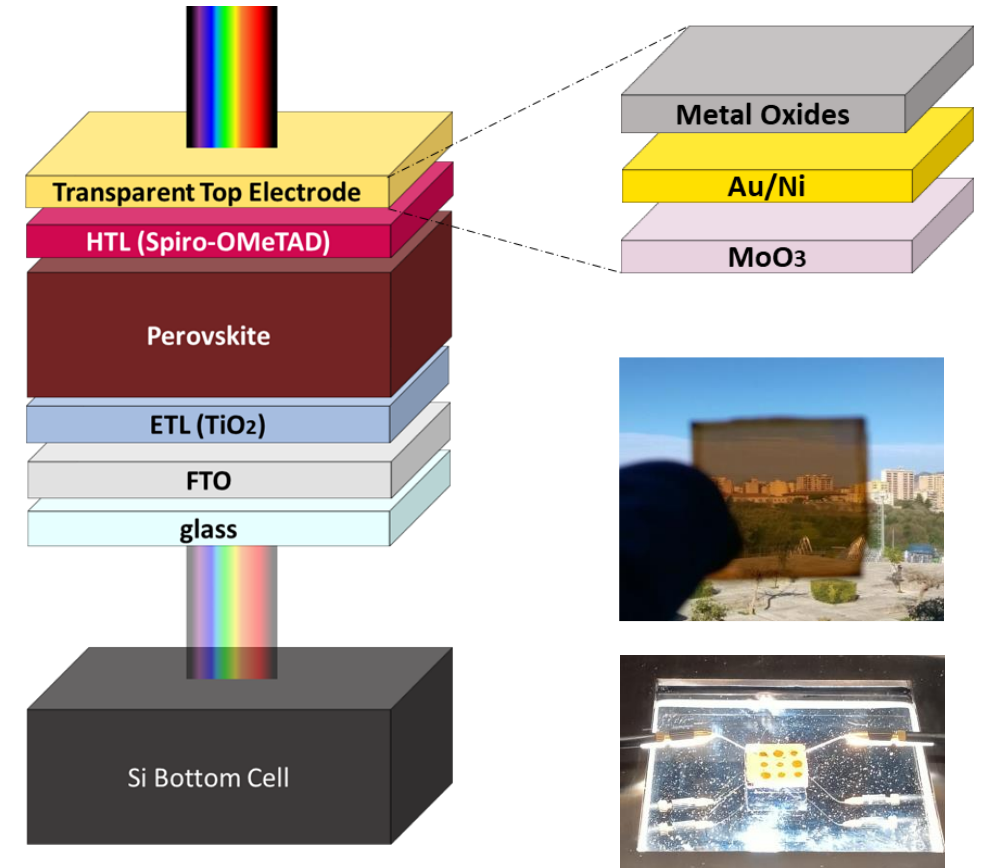 Transparent Top Electrode
HTL (Spiro-OMeTAD)
Perovskite
ETL (TiO2)
FTO
glass
Si Bottom Cell
Metal Oxides
Au/Ni
MoO3